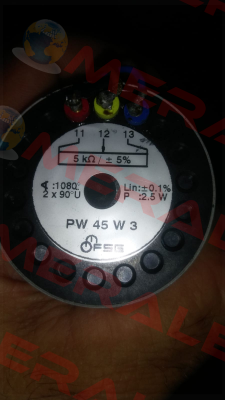 11 12 13
5 kΩ / ± 5%
∢ :1080 Lin:±0.1%
2 x 90°U P :2.5 W
PW 45 W 3
FSG